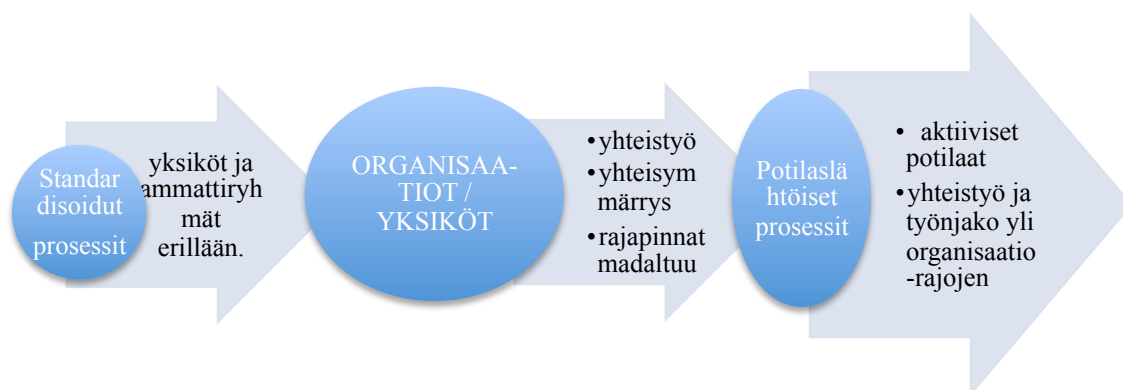 Standar
disoidut
prosessit
yksiköt ja
ammattiryh
mät
erillään.
ORGANISAA-
TIOT /
YKSIKÖT
•yhteistyö
•yhteisym
märrys
•rajapinnat
madaltuu
Potilaslä
htöiset
prosessit
• aktiiviset
potilaat
•yhteistyö ja
työnjako yli
organisaatio
-rajojen